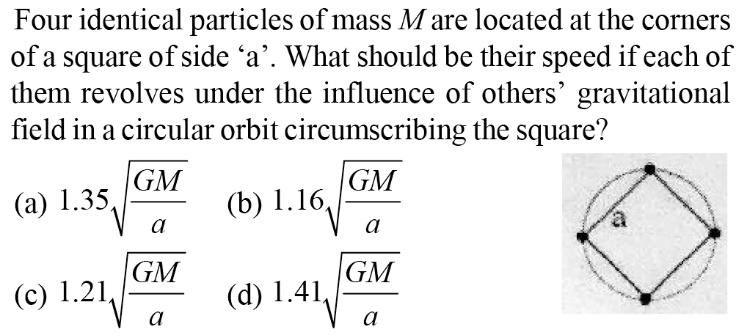 Four identical particles of mass M are located at the corners
of a square of side ‘a’. What should be their speed if each of
them revolves under the influence of others’ gravitational
field in a circular orbit circumscribing the square?
(a) 1.35√(GM/a) (b) 1.16√(GM/a)
(c) 1.21√(GM/a) (d) 1.41√(GM/a)
a